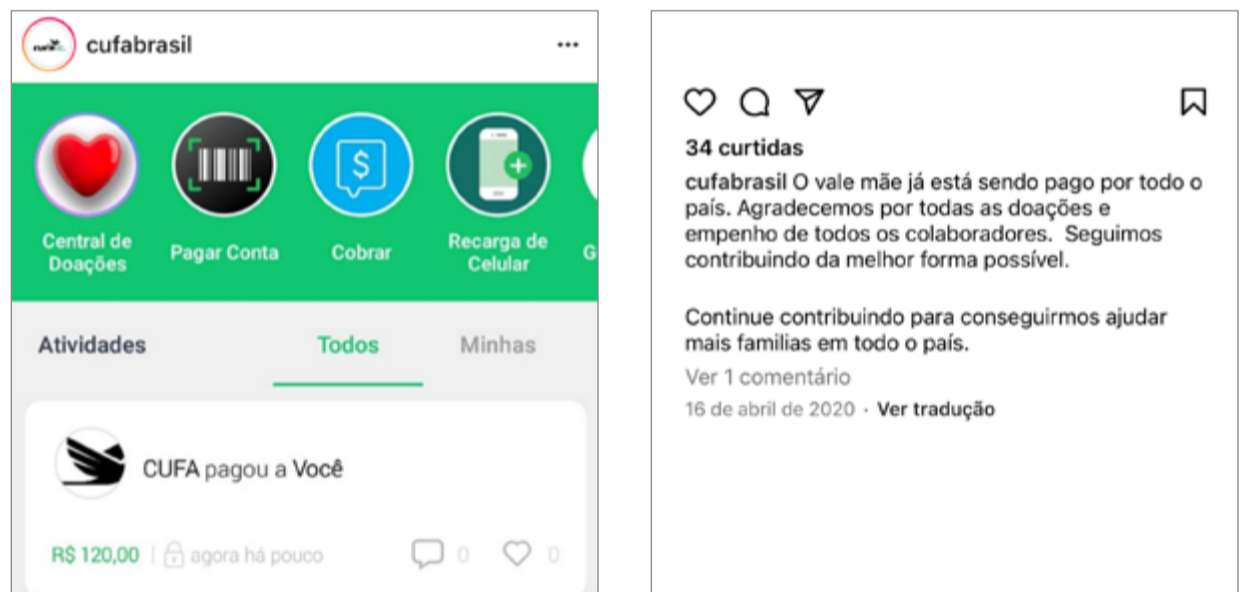 cufabrasil
Central de
Doações
Pagar Conta
Cobrar
Recarga de
Celular
G
Atividades
Todos
Minhas
CUFA pagou a Você
R$ 120,00 | agora há pouco 0 0
34 curtidas
cufabrasil O vale mãe já está sendo pago por todo o
país. Agradecemos por todas as doações e
empenho de todos os colaboradores. Seguimos
contribuindo da melhor forma possível.
Continue contribuindo para conseguirmos ajudar
mais familias em todo o país.
Ver 1 comentário
16 de abril de 2020 · Ver tradução